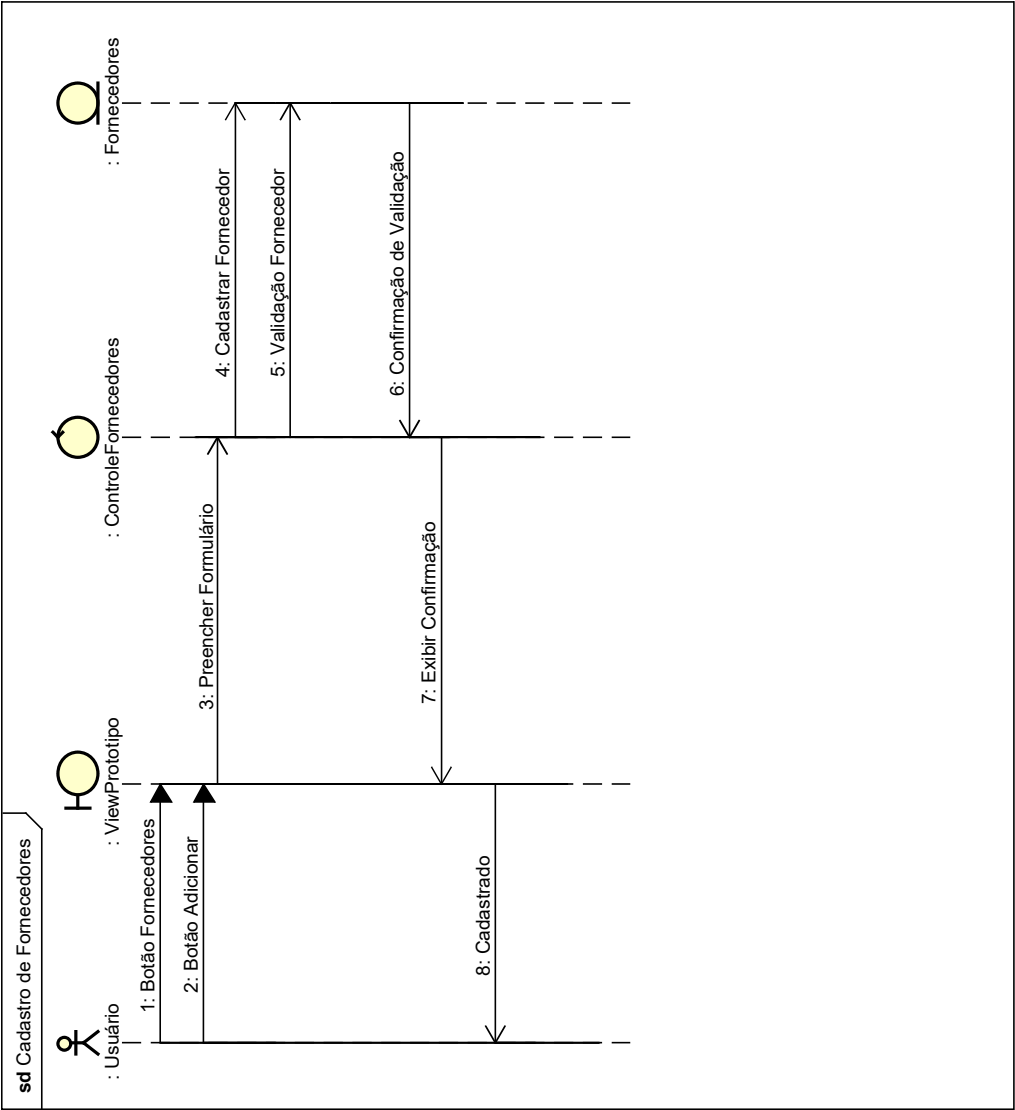 sd Cadastro de Fornecedores
: Usuário
: ViewPrototipo
: ControleFornecedores
: Fornecedores
1: Botão Fornecedores
2: Botão Adicionar
3: Preencher Formulário
4: Cadastrar Fornecedor
5: Validação Fornecedor
6: Confirmação de Validação
7: Exibir Confirmação
8: Cadastrado